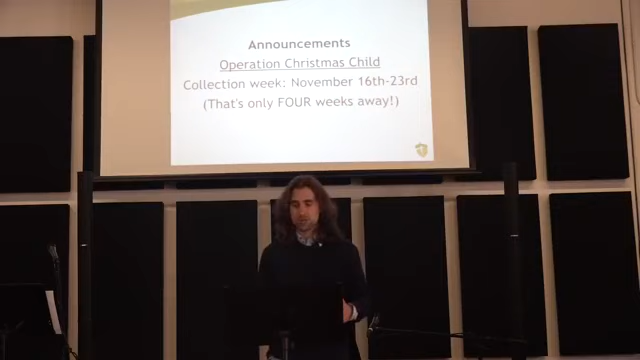 Announcements
Operation Christmas Child
Collection week: November 16th-23rd
(That's only FOUR weeks away!)